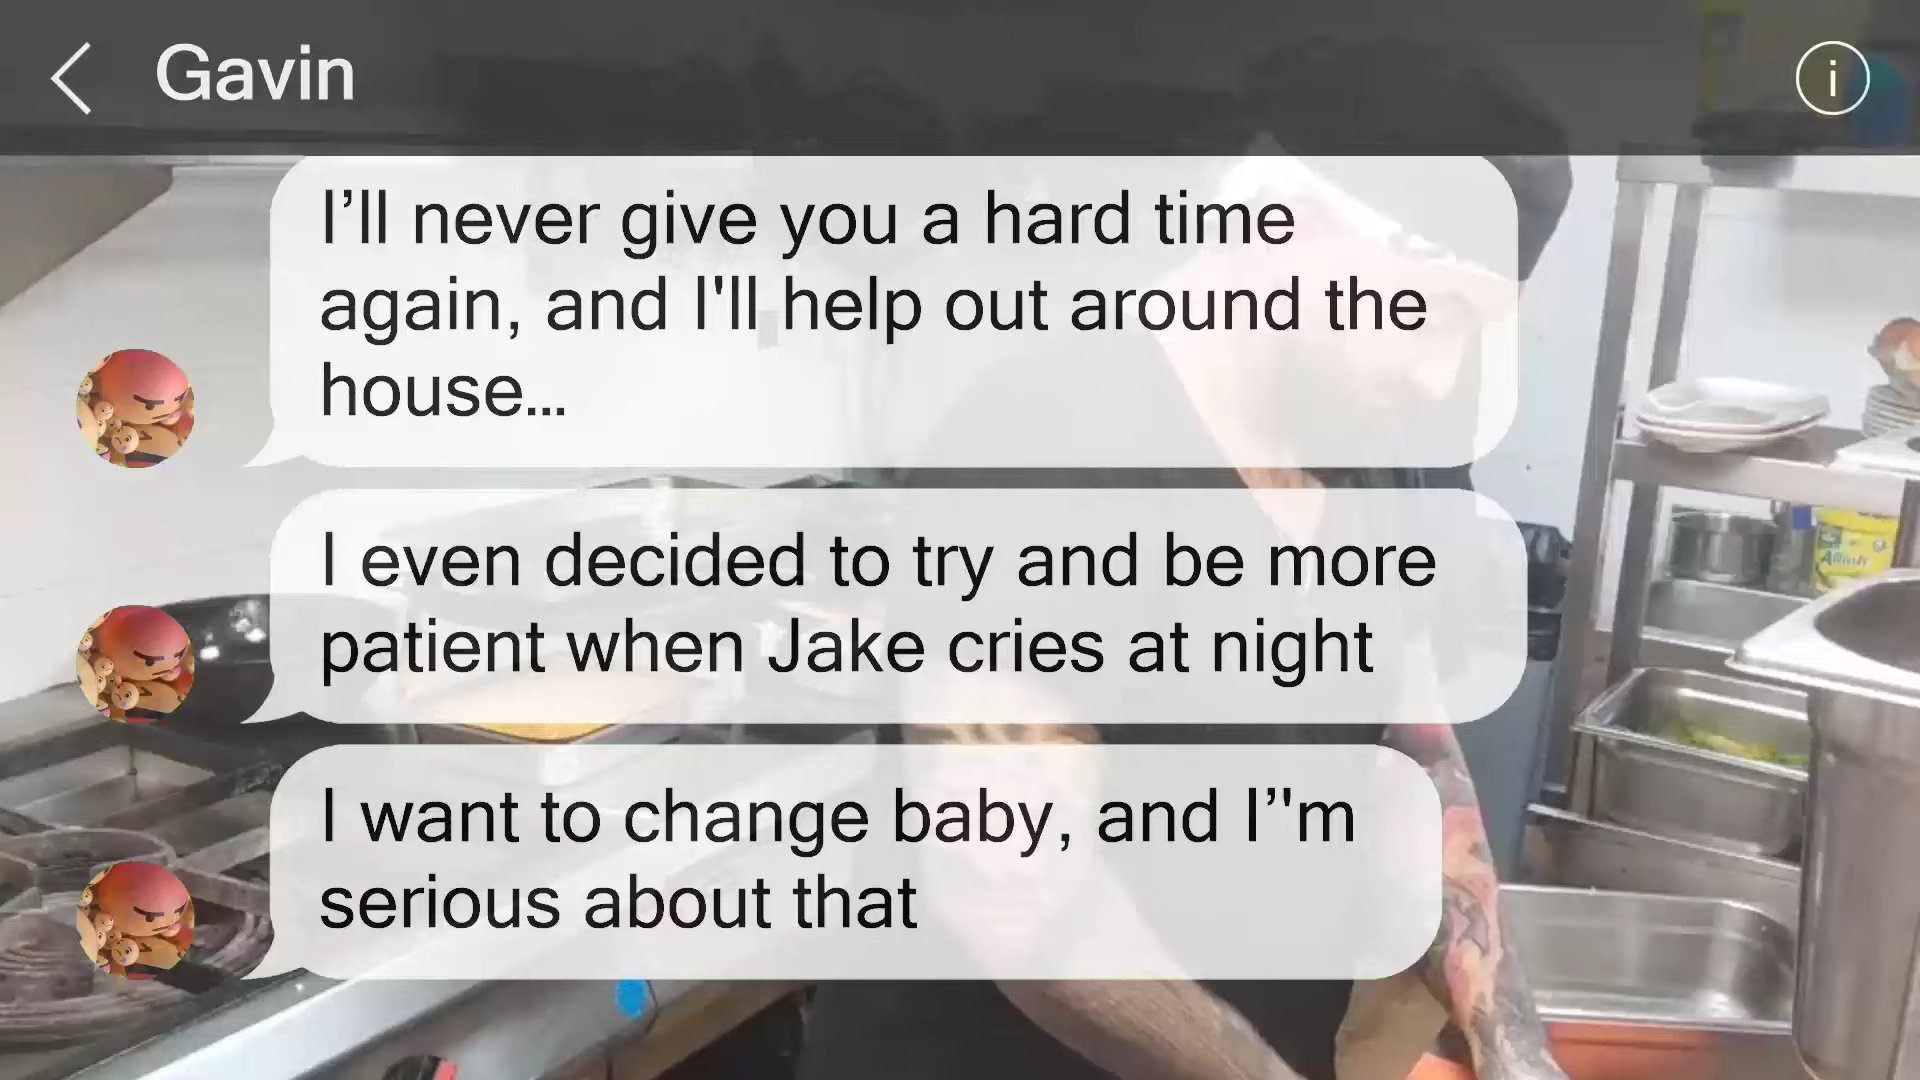 Gavin
i
I’ll never give you a hard time
again, and I'll help out around the
house...
I even decided to try and be more
patient when Jake cries at night
I want to change baby, and I’'m
serious about that